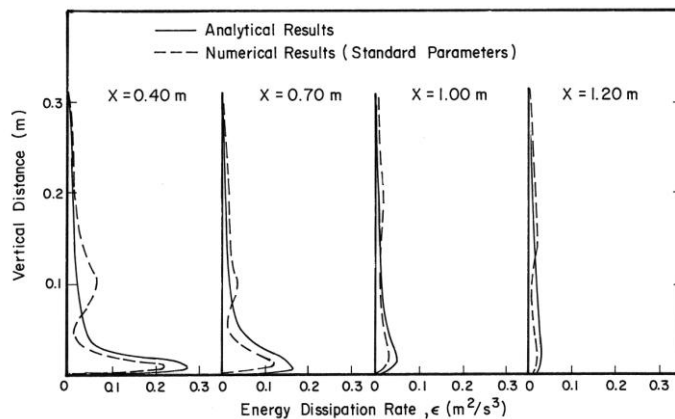 Analytical Results
Numerical Results (Standard Parameters)
X = 0.40 m
X = 0.70 m
X = 1.00 m
X = 1.20 m
Vertical Distance (m)
0.3
0.2
0.1
0
0 0.1 0.2 0.3
0 0.1 0.2 0.3
0 0.1 0.2 0.3
0 0.1 0.2 0.3
Energy Dissipation Rate, ϵ (m²/s³)